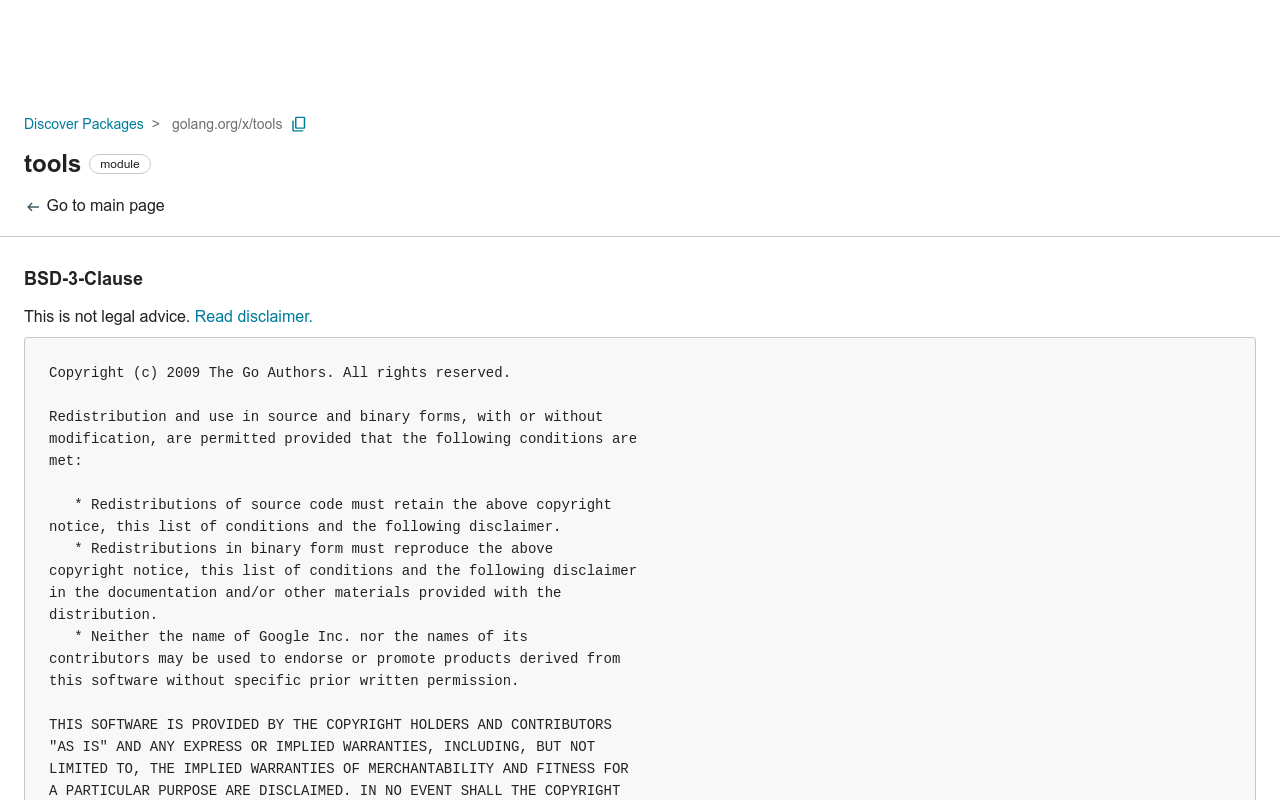 Discover Packages > golang.org/x/tools
tools module
← Go to main page
BSD-3-Clause
This is not legal advice. Read disclaimer.
Copyright (c) 2009 The Go Authors. All rights reserved.
Redistribution and use in source and binary forms, with or without
modification, are permitted provided that the following conditions are
met:
* Redistributions of source code must retain the above copyright
notice, this list of conditions and the following disclaimer.
* Redistributions in binary form must reproduce the above
copyright notice, this list of conditions and the following disclaimer
in the documentation and/or other materials provided with the
distribution.
* Neither the name of Google Inc. nor the names of its
contributors may be used to endorse or promote products derived from
this software without specific prior written permission.
THIS SOFTWARE IS PROVIDED BY THE COPYRIGHT HOLDERS AND CONTRIBUTORS
"AS IS" AND ANY EXPRESS OR IMPLIED WARRANTIES, INCLUDING, BUT NOT
LIMITED TO, THE IMPLIED WARRANTIES OF MERCHANTABILITY AND FITNESS FOR
A PARTICULAR PURPOSE ARE DISCLAIMED. IN NO EVENT SHALL THE COPYRIGHT